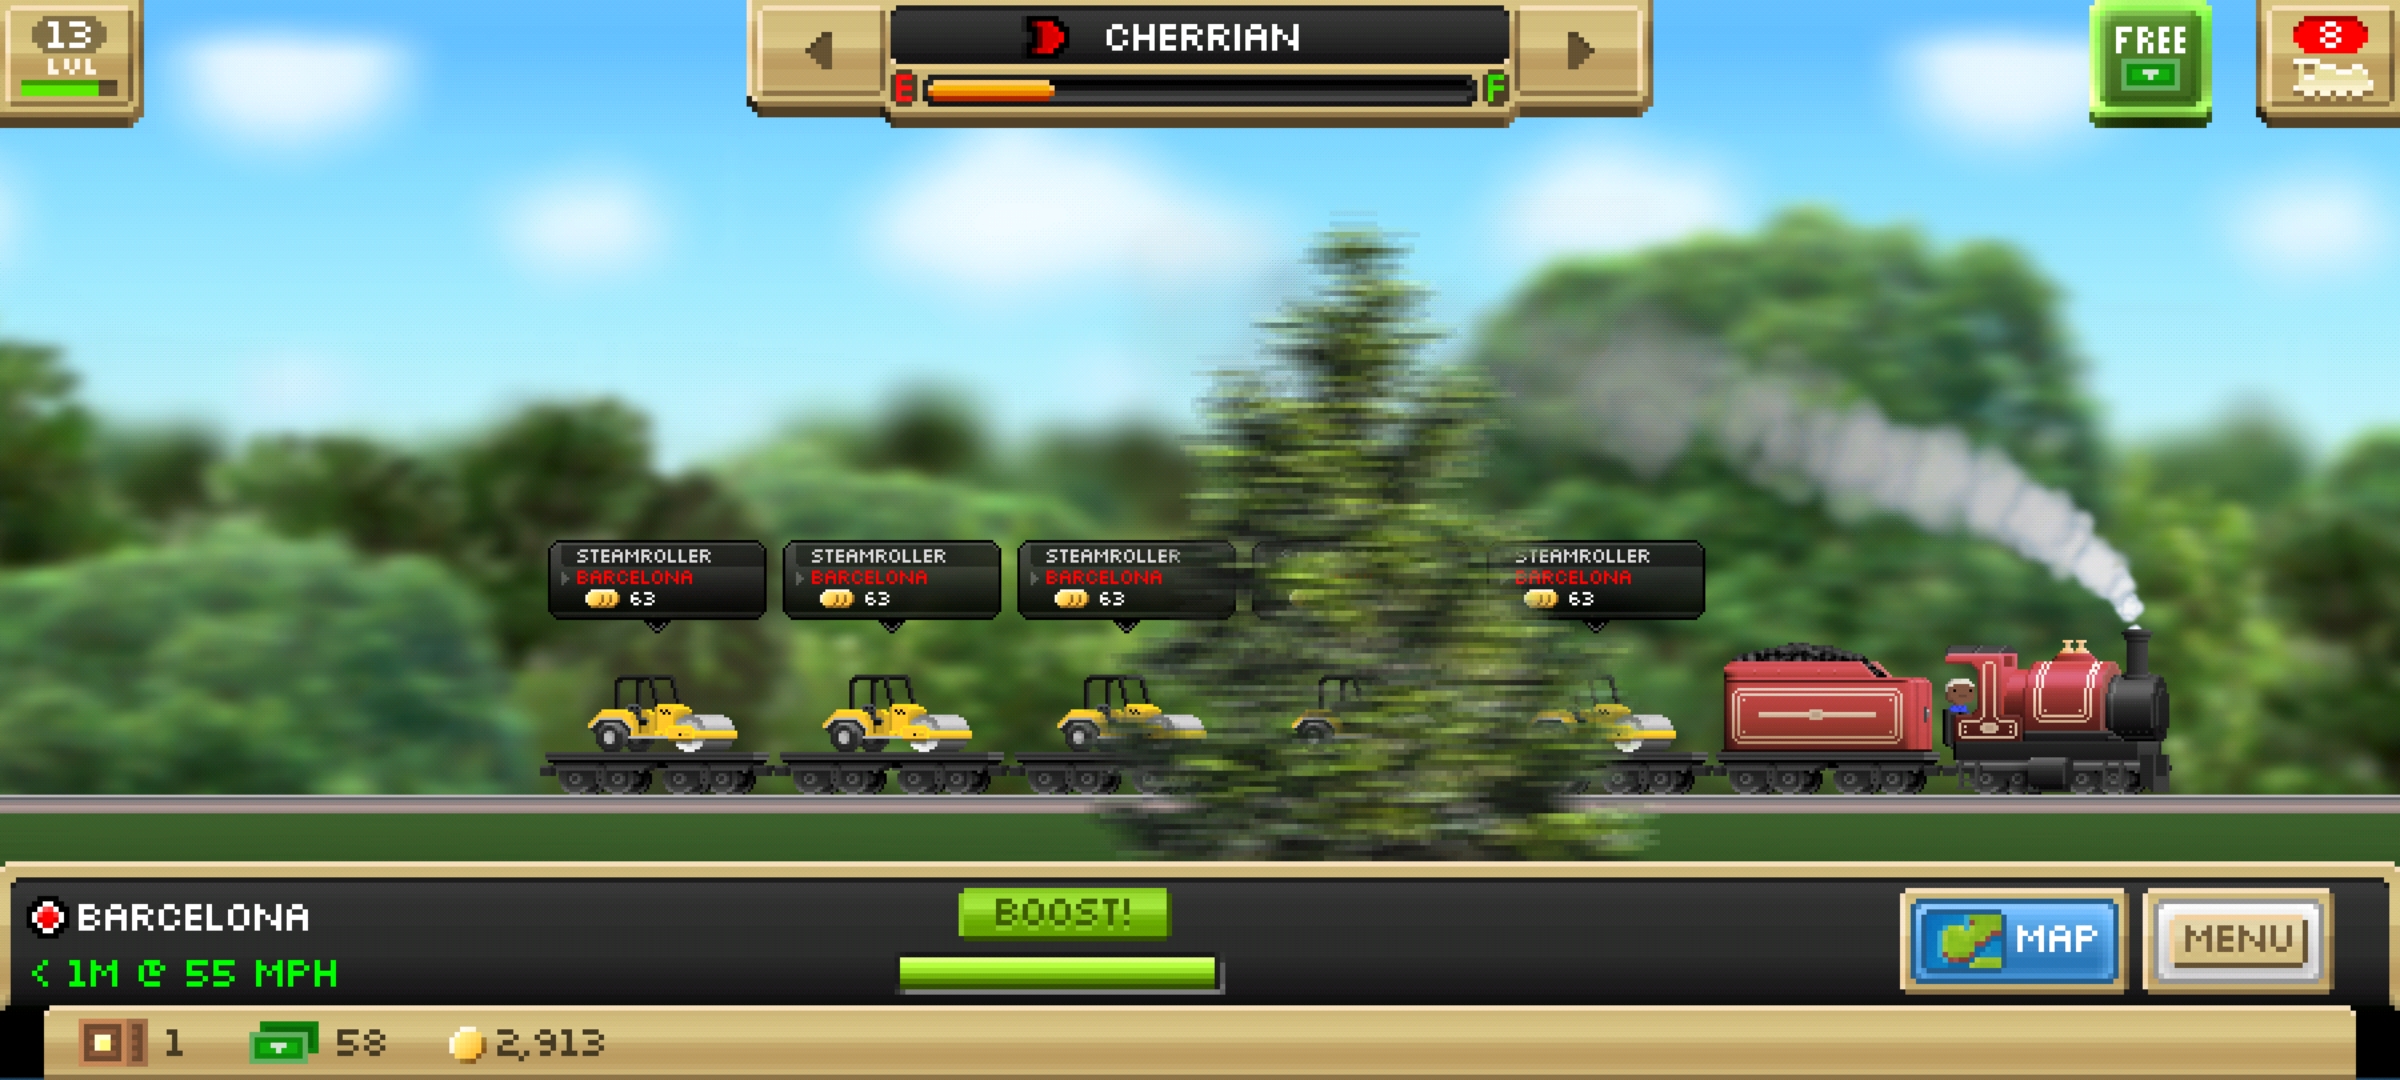 13
LVL
CHERRIAN
E F
FREE
8
STEAMROLLER
BARCELONA
63
STEAMROLLER
BARCELONA
63
STEAMROLLER
BARCELONA
63
STEAMROLLER
BARCELONA
63
BARCELONA
< 1M @ 55 MPH
BOOST!
MAP
MENU
1
58
2,913